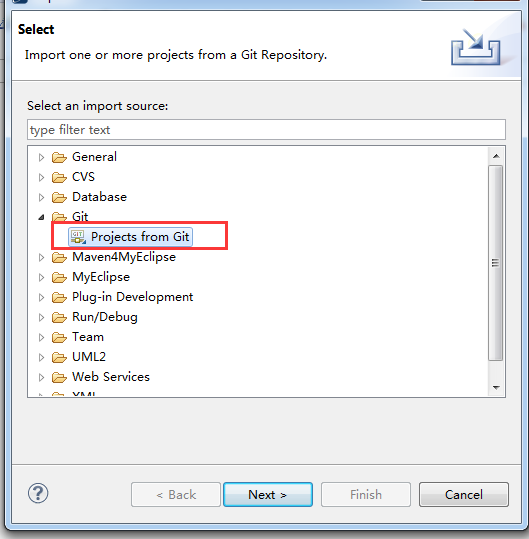 Select
Import one or more projects from a Git Repository.
Select an import source:
type filter text
General
CVS
Database
Git
GIT Projects from Git
Maven4MyEclipse
MyEclipse
Plug-in Development
Run/Debug
Team
UML2
Web Services
XML
? < Back Next > Finish Cancel